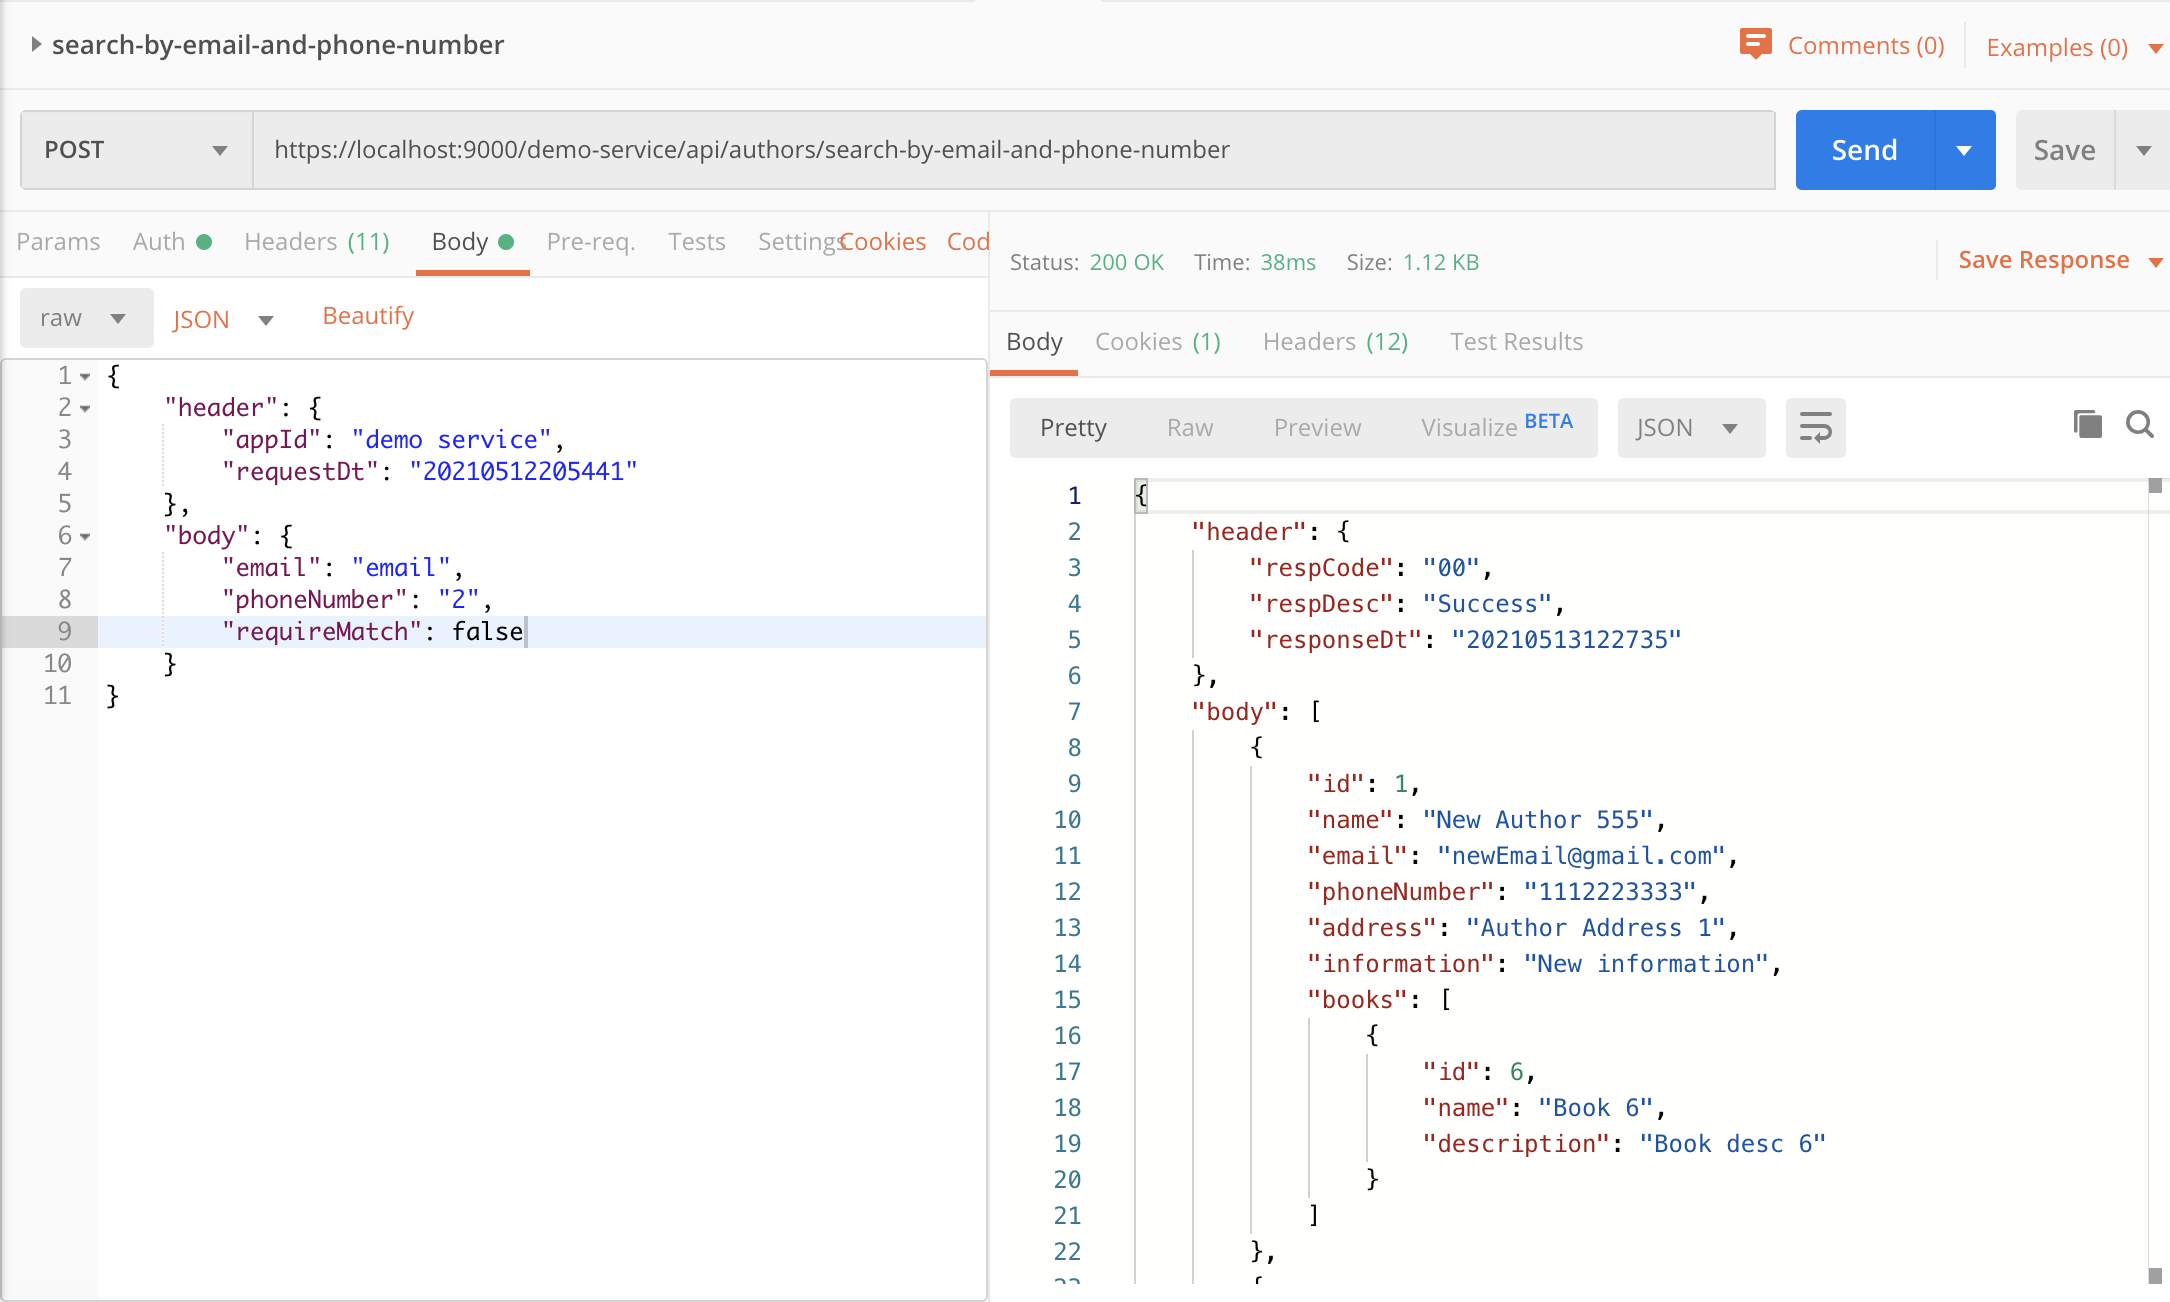 search-by-email-and-phone-number
Comments (0)
Examples (0)
POST
https://localhost:9000/demo-service/api/authors/search-by-email-and-phone-number
Send
Save
Params
Auth
Headers (11)
Body
Pre-req.
Tests
Settings
Cookies
Cod
raw
JSON
Beautify
1 {
2 "header": {
3 "appId": "demo service",
4 "requestDt": "20210512205441"
5 },
6 "body": {
7 "email": "email",
8 "phoneNumber": "2",
9 "requireMatch": false
10 }
11 }
Status: 200 OK Time: 38ms Size: 1.12 KB
Save Response
Body
Cookies (1)
Headers (12)
Test Results
Pretty
Raw
Preview
Visualize BETA
JSON
1 {
2 "header": {
3 "respCode": "00",
4 "respDesc": "Success",
5 "responseDt": "20210513122735"
6 },
7 "body": [
8 {
9 "id": 1,
10 "name": "New Author 555",
11 "email": "newEmail@gmail.com",
12 "phoneNumber": "1112223333",
13 "address": "Author Address 1",
14 "information": "New information",
15 "books": [
16 {
17 "id": 6,
18 "name": "Book 6",
19 "description": "Book desc 6"
20 }
21 ]
22 },